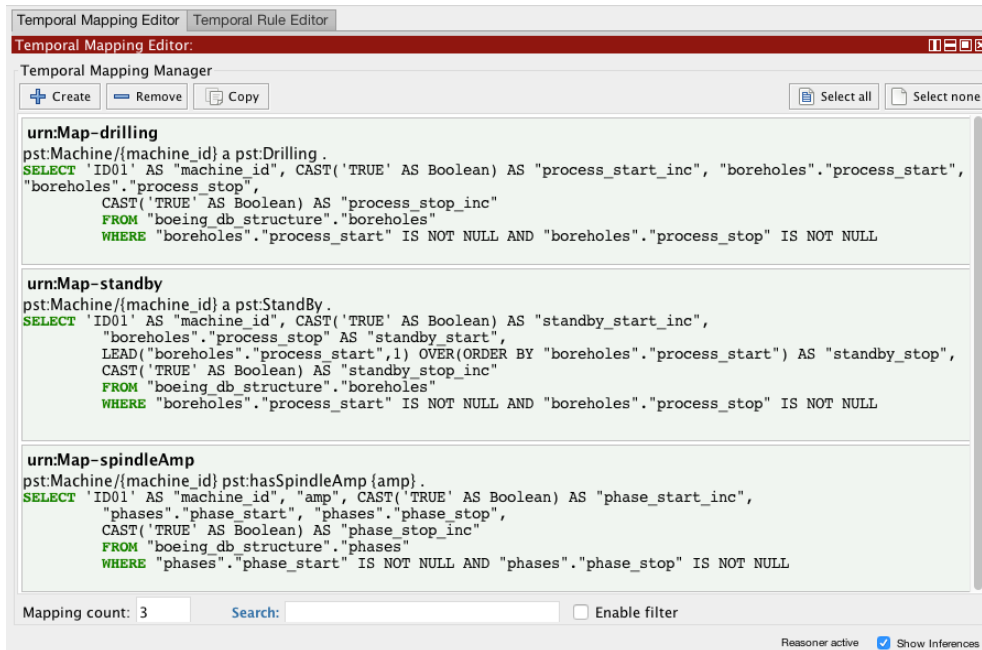 Temporal Mapping Editor Temporal Rule Editor
Temporal Mapping Editor:
Temporal Mapping Manager
Create Remove Copy Select all Select none
urn:Map-drilling
pst:Machine/{machine_id} a pst:Drilling .
SELECT 'ID01' AS "machine_id", CAST('TRUE' AS Boolean) AS "process_start_inc", "boreholes"."process_start",
"boreholes"."process_stop",
CAST('TRUE' AS Boolean) AS "process_stop_inc"
FROM "boeing_db_structure"."boreholes"
WHERE "boreholes"."process_start" IS NOT NULL AND "boreholes"."process_stop" IS NOT NULL
urn:Map-standby
pst:Machine/{machine_id} a pst:StandBy .
SELECT 'ID01' AS "machine_id", CAST('TRUE' AS Boolean) AS "standby_start_inc",
"boreholes"."process_stop" AS "standby_start",
LEAD("boreholes"."process_start",1) OVER(ORDER BY "boreholes"."process_start") AS "standby_stop",
CAST('TRUE' AS Boolean) AS "standby_stop_inc"
FROM "boeing_db_structure"."boreholes"
WHERE "boreholes"."process_start" IS NOT NULL AND "boreholes"."process_stop" IS NOT NULL
urn:Map-spindleAmp
pst:Machine/{machine_id} pst:hasSpindleAmp {amp} .
SELECT 'ID01' AS "machine_id", "amp", CAST('TRUE' AS Boolean) AS "phase_start_inc",
"phases"."phase_start", "phases"."phase_stop",
CAST('TRUE' AS Boolean) AS "phase_stop_inc"
FROM "boeing_db_structure"."phases"
WHERE "phases"."phase_start" IS NOT NULL AND "phases"."phase_stop" IS NOT NULL
Mapping count: 3 Search: Enable filter
Reasoner active Show Inferences